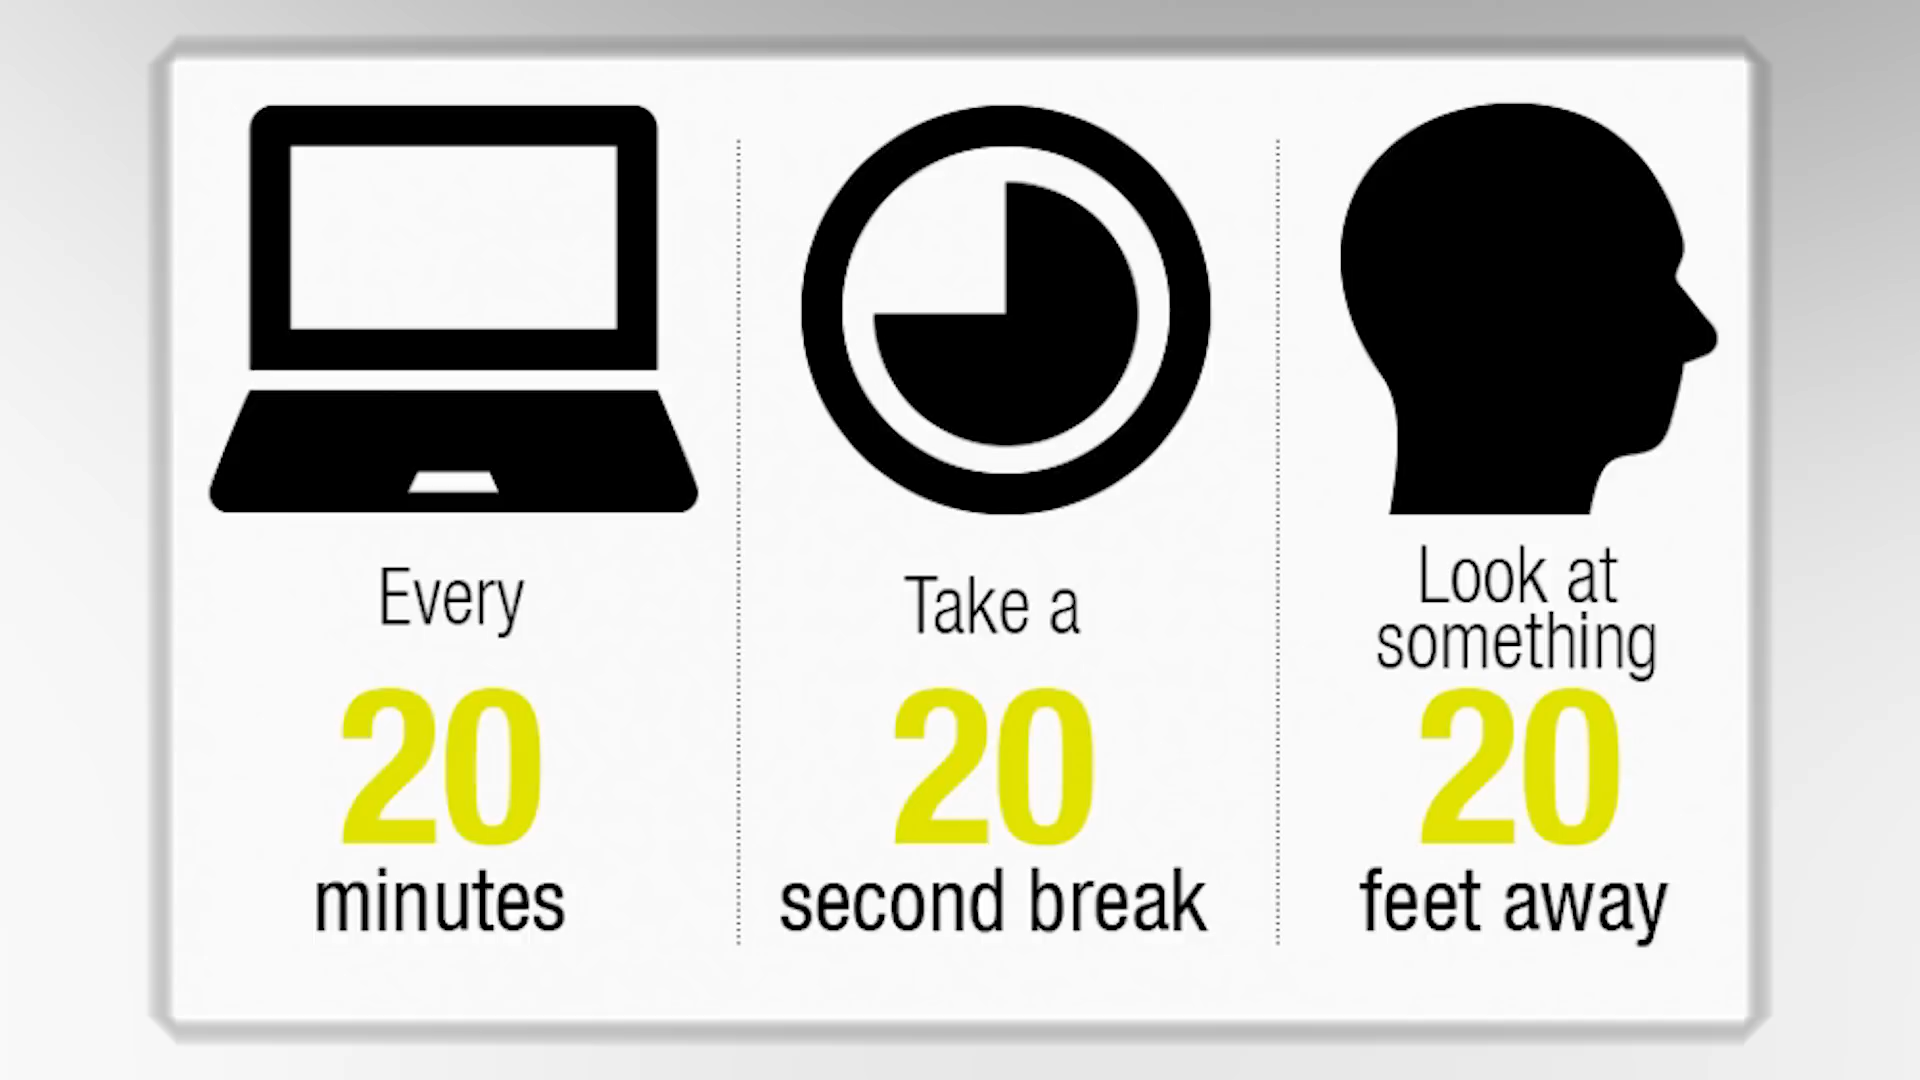 Every
20
minutes
Take a
20
second break
Look at
something
20
feet away